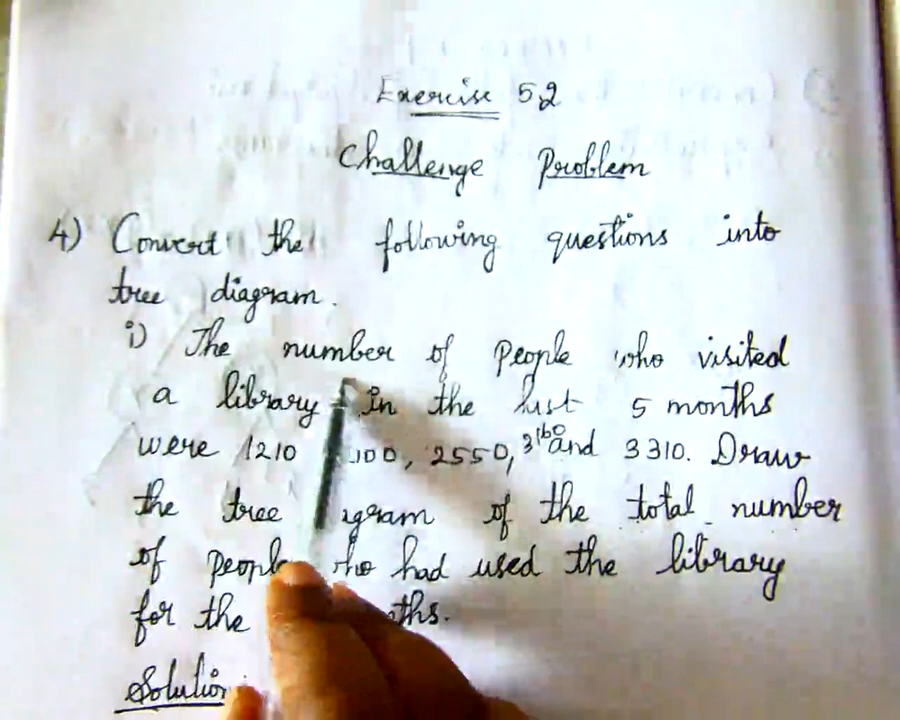 Exercise 5.2
Challenge Problem
4) Convert the following questions into
tree diagram.
i) The number of People who visited
a library in the last 5 months
were 1210 2550, 3160 and 3310. Draw
the tree of the total number
of who had used the library
for the
Solution